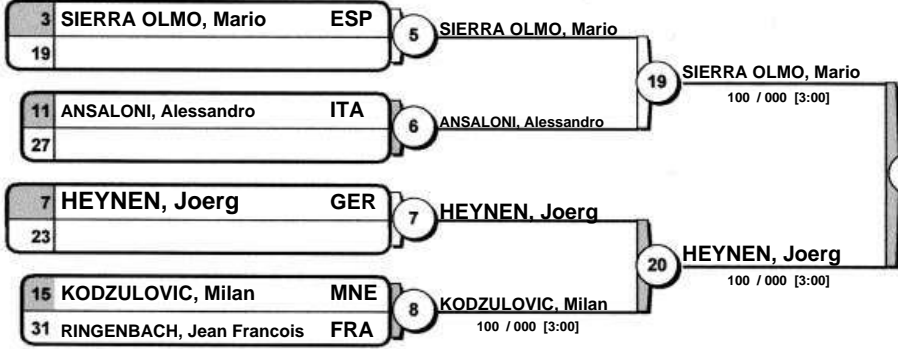 3 SIERRA OLMO, Mario ESP
19
5
SIERRA OLMO, Mario
11 ANSALONI, Alessandro ITA
27
6
ANSALONI, Alessandro
19
SIERRA OLMO, Mario
100 / 000 [3:00]
7 HEYNEN, Joerg GER
23
7
HEYNEN, Joerg
15 KODZULOVIC, Milan MNE
31 RINGENBACH, Jean Francois FRA
8
KODZULOVIC, Milan
100 / 000 [3:00]
20
HEYNEN, Joerg
100 / 000 [3:00]